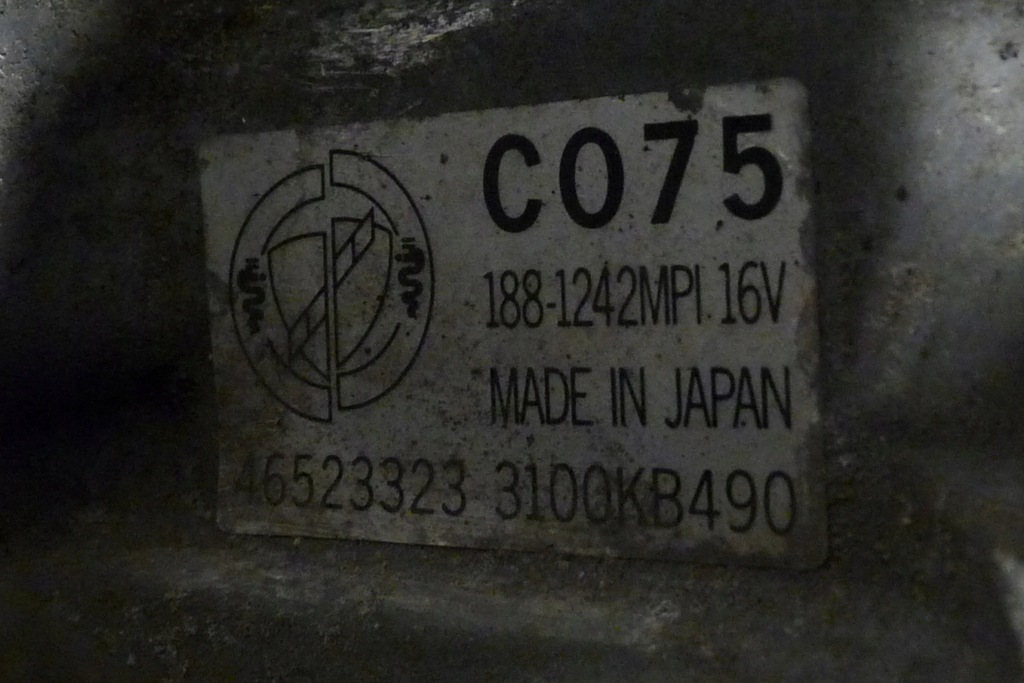 C075
188-1242MPI 16V
MADE IN JAPAN
46523323 3100KB490